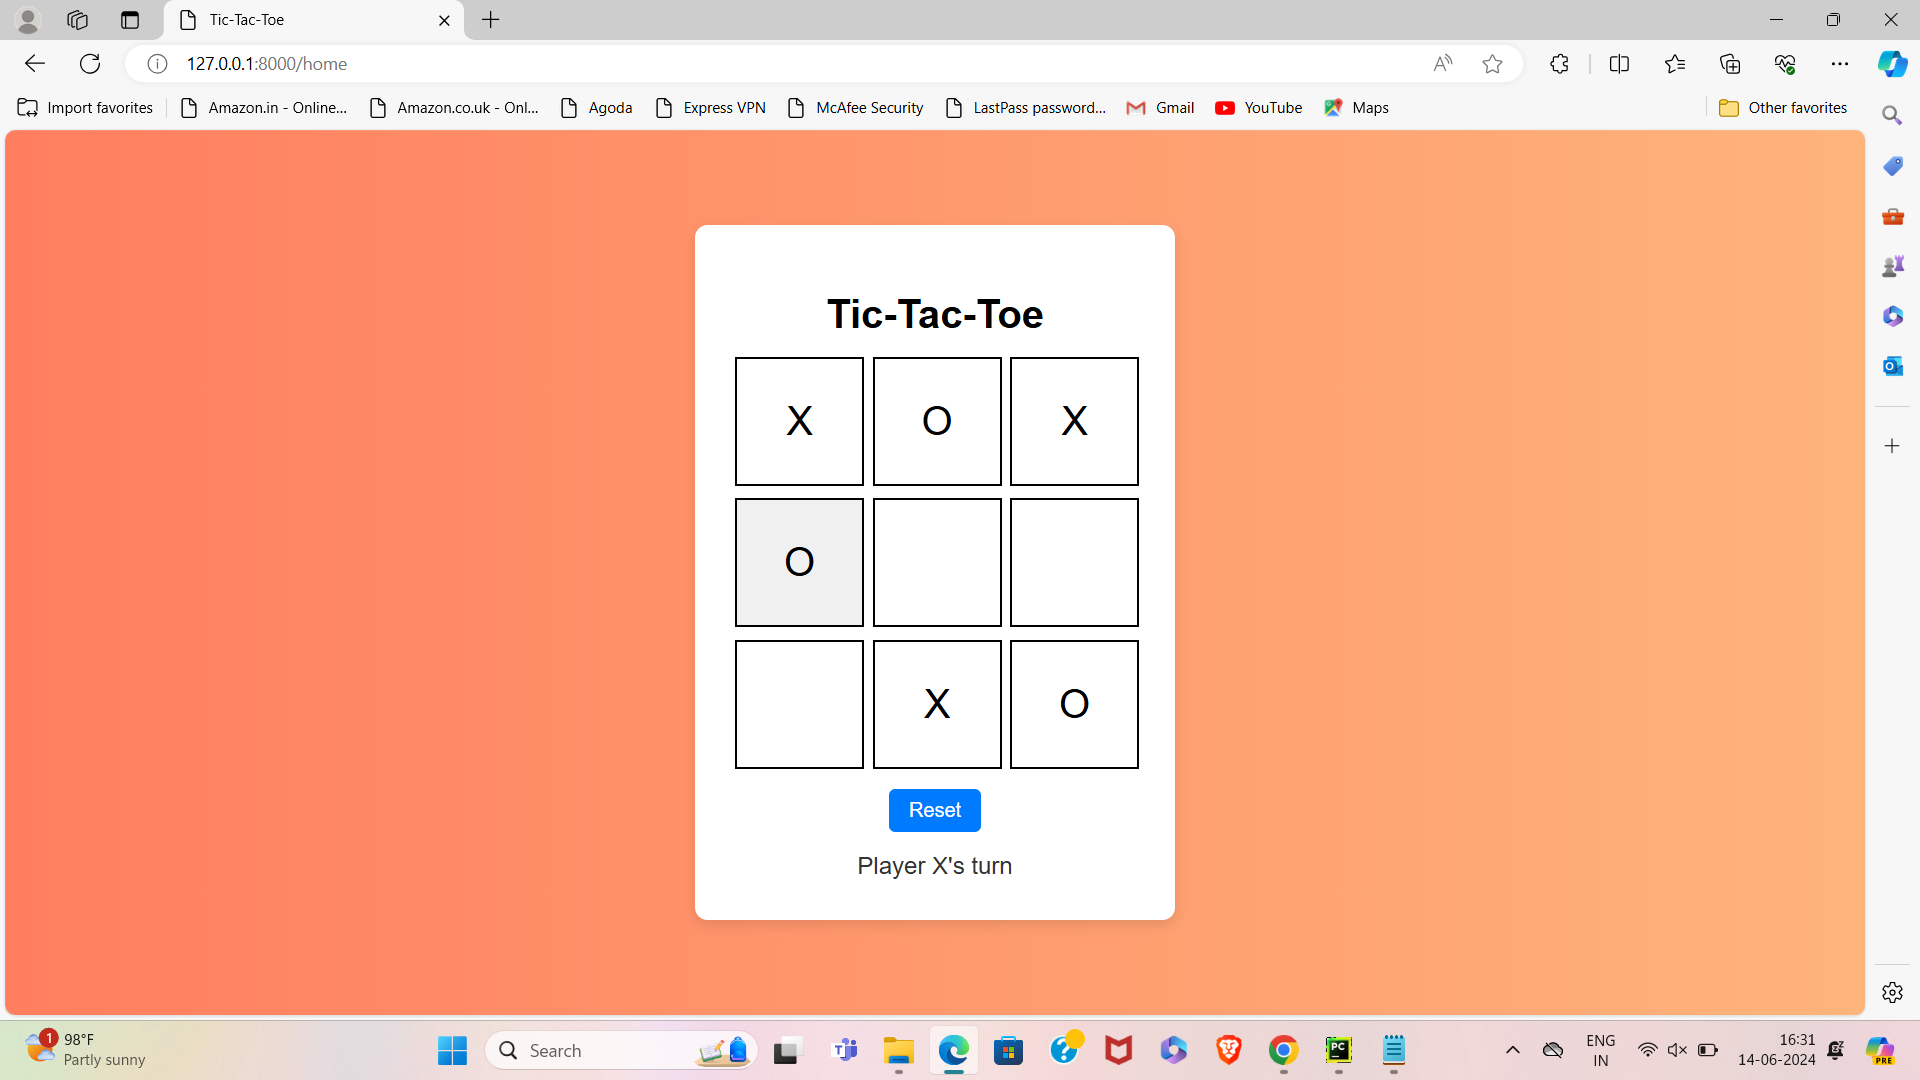 Tic-Tac-Toe
127.0.0.1:8000/home
Import favorites Amazon.in - Online... Amazon.co.uk - Onl... Agoda Express VPN McAfee Security LastPass password... Gmail YouTube Maps Other favorites
Tic-Tac-Toe
X O X
O
X O
Reset
Player X's turn
1 98°F
Partly sunny
Search
PC
ENG
IN
16:31
14-06-2024
PRE